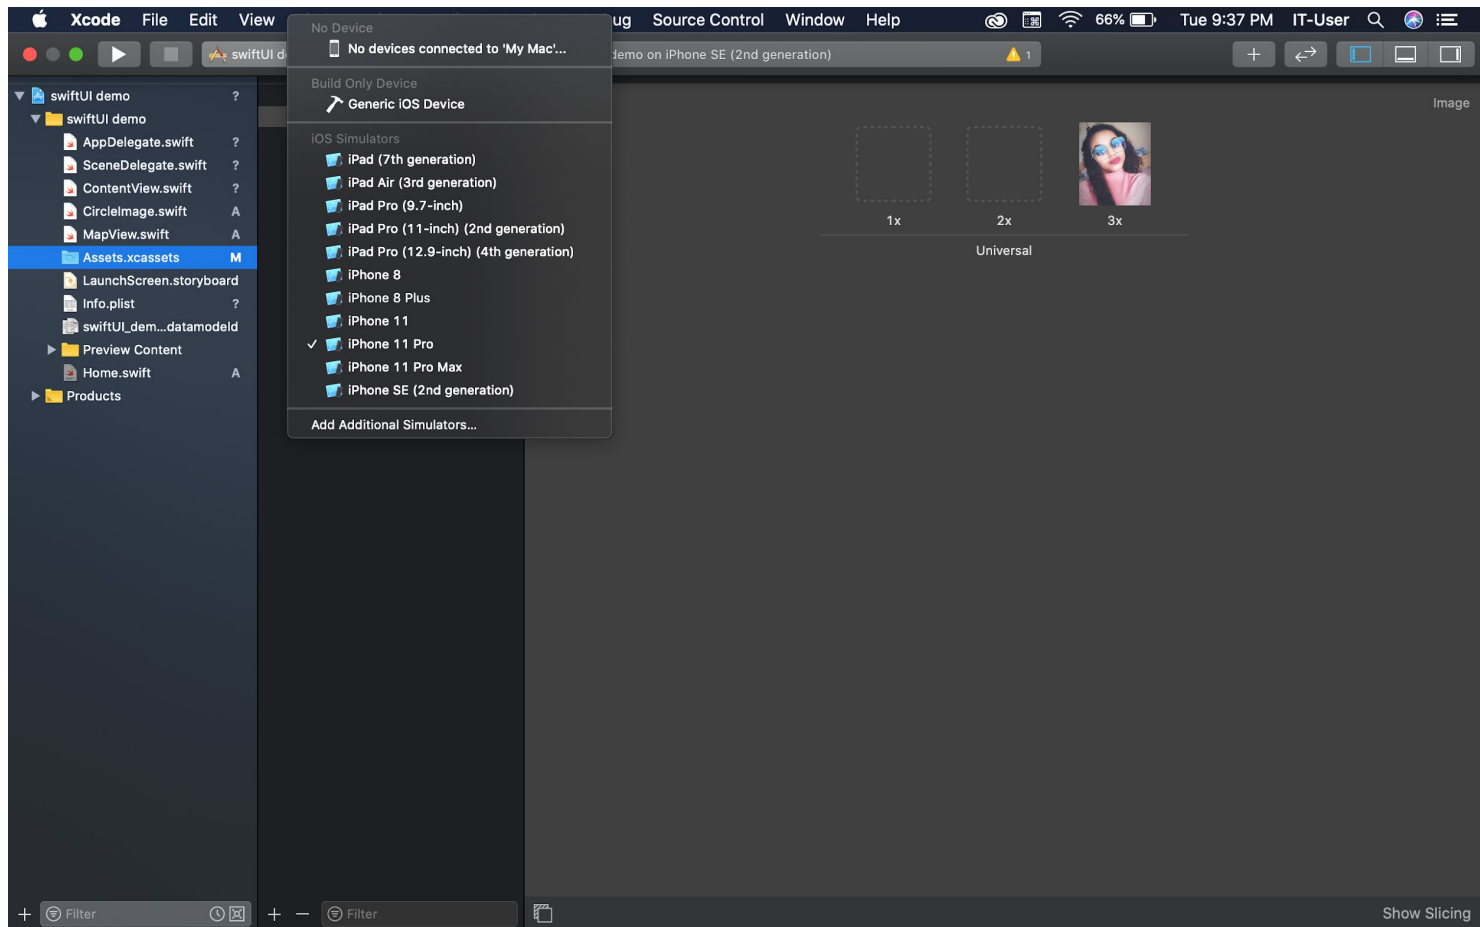 Xcode File Edit View ug Source Control Window Help 66% Tue 9:37 PM IT-User
swiftUI d demo on iPhone SE (2nd generation) 1
No Device
No devices connected to 'My Mac'...
Build Only Device
Generic iOS Device
iOS Simulators
iPad (7th generation)
iPad Air (3rd generation)
iPad Pro (9.7-inch)
iPad Pro (11-inch) (2nd generation)
iPad Pro (12.9-inch) (4th generation)
iPhone 8
iPhone 8 Plus
iPhone 11
✓ iPhone 11 Pro
iPhone 11 Pro Max
iPhone SE (2nd generation)
Add Additional Simulators...
swiftUI demo ?
swiftUI demo
AppDelegate.swift ?
SceneDelegate.swift ?
ContentView.swift ?
CircleImage.swift A
MapView.swift A
Assets.xcassets M
LaunchScreen.storyboard
Info.plist ?
swiftUI_dem...datamodeld
Preview Content
Home.swift A
Products
Image
1x 2x 3x
Universal
+ Filter
+ − Filter
Show Slicing